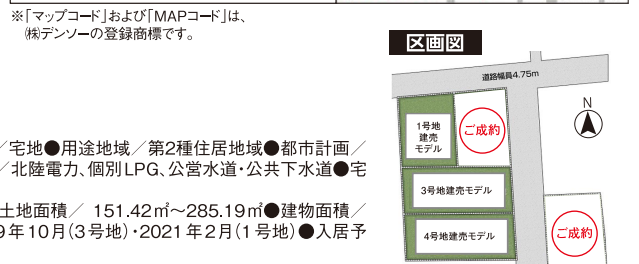 ※「マップコード」および「MAPコード」は、
㈱デンソーの登録商標です。
区画図
道路幅員4.75m
N
1号地
建売
モデル
ご成約
3号地建売モデル
4号地建売モデル
ご成約
／宅地●用途地域／第2種住居地域●都市計画／
／北陸電力、個別LPG、公営水道・公共下水道●宅
土地面積／ 151.42㎡～285.19㎡●建物面積／
9年10月(3号地)・2021年2月(1号地)●入居予